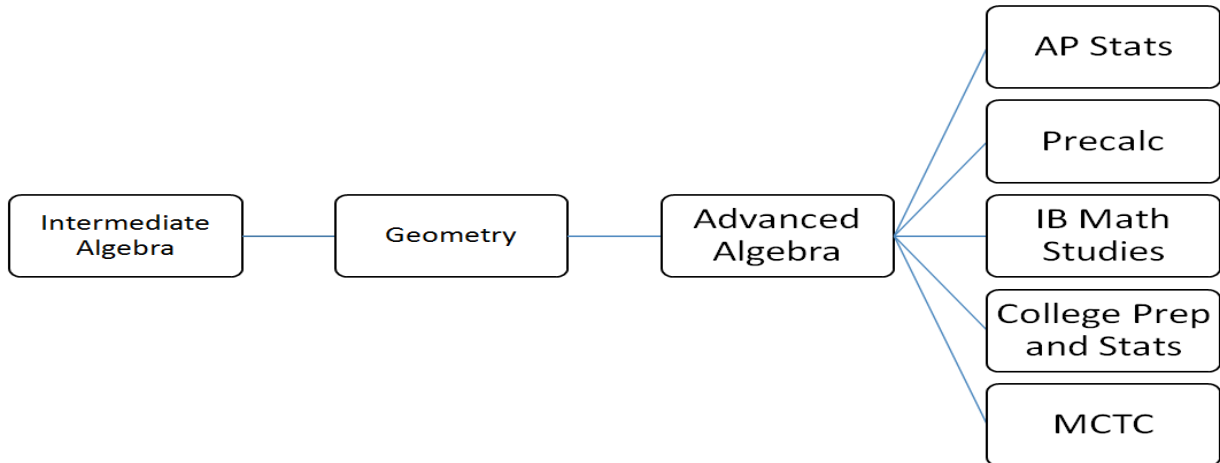 Intermediate
Algebra
Geometry
Advanced
Algebra
AP Stats
Precalc
IB Math
Studies
College Prep
and Stats
MCTC